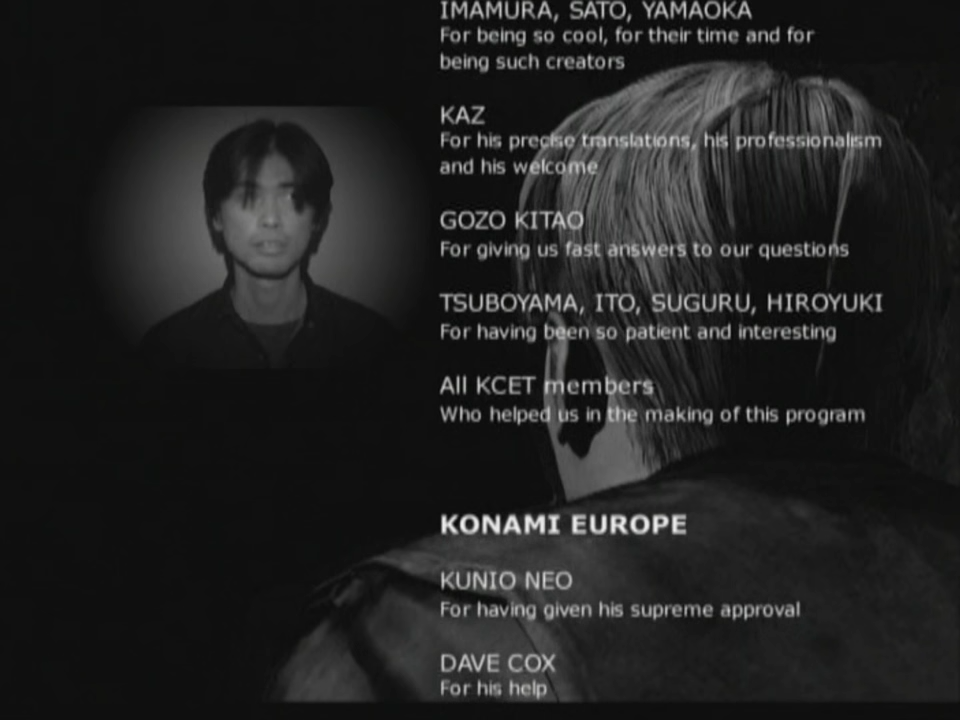 IMAMURA, SATO, YAMAOKA
For being so cool, for their time and for
being such creators
KAZ
For his precise translations, his professionalism
and his welcome
GOZO KITAO
For giving us fast answers to our questions
TSUBOYAMA, ITO, SUGURU, HIROYUKI
For having been so patient and interesting
All KCET members
Who helped us in the making of this program
KONAMI EUROPE
KUNIO NEO
For having given his supreme approval
DAVE COX
For his help